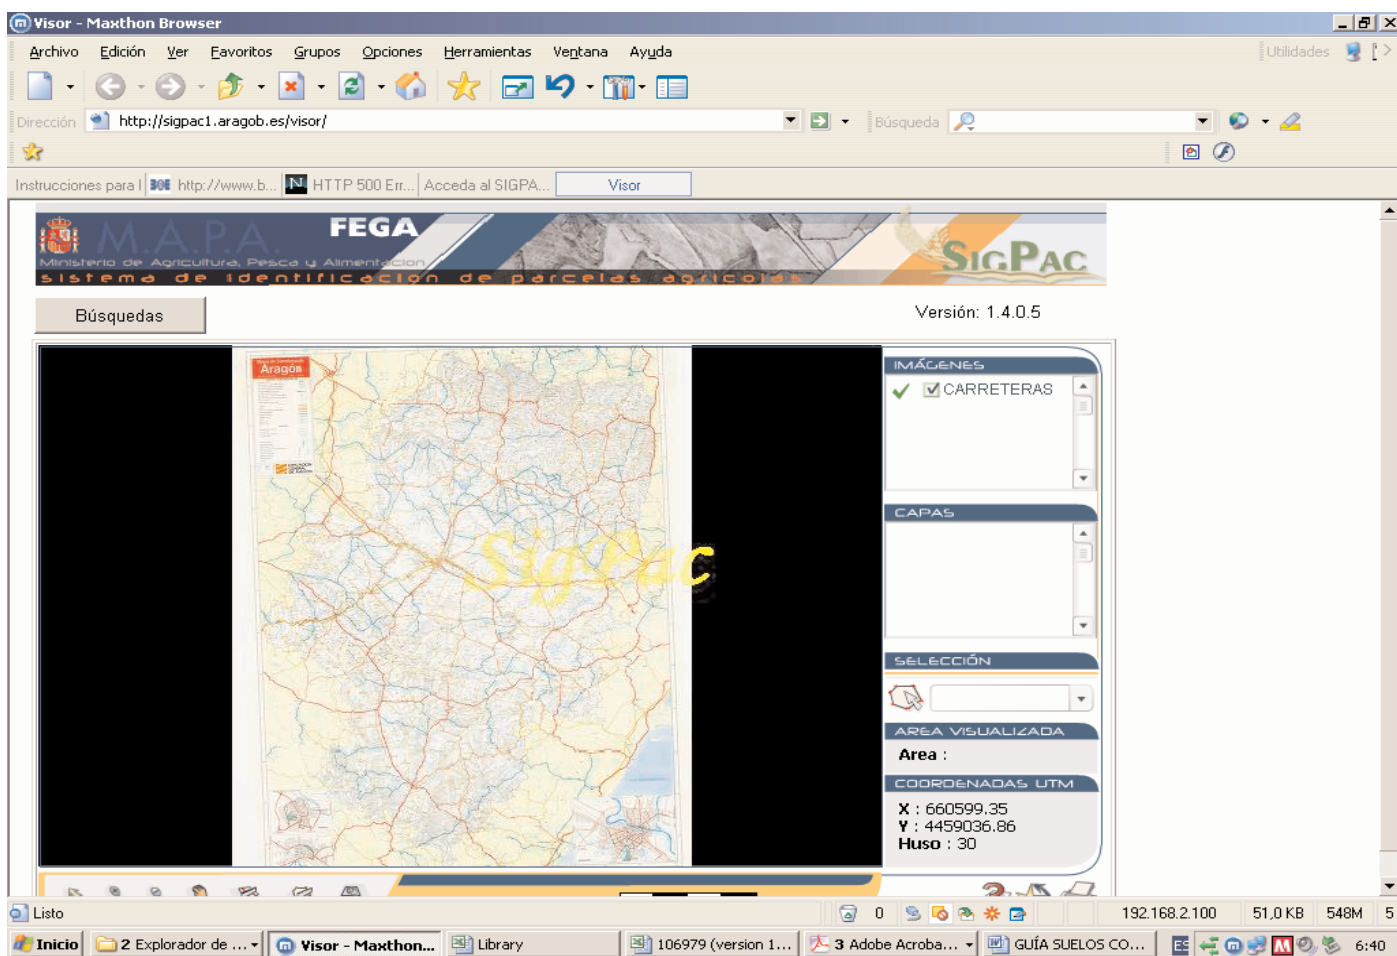 Visor - Maxthon Browser
Archivo Edición Ver Favoritos Grupos Opciones Herramientas Ventana Ayuda Utilidades
Dirección http://sigpac1.aragob.es/visor/ Búsqueda
Instrucciones para l http://www.b... HTTP 500 Err... Acceda al SIGPA... Visor
M.A.P.A. FEGA
Ministerio de Agricultura, Pesca y Alimentación
SIGPAC
sistema de identificacion de parcelas agricolas
Búsquedas
Versión: 1.4.0.5
Aragón
SigPac
IMÁGENES
CARRETERAS
CAPAS
SELECCIÓN
AREA VISUALIZADA
Area :
COORDENADAS UTM
X : 660599.35
Y : 4459036.86
Huso : 30
Listo 0 192.168.2.100 51,0 KB 548M 5
Inicio 2 Explorador de ... Visor - Maxthon... Library 106979 (version 1... 3 Adobe Acroba... GUÍA SUELOS CO... ES 6:40